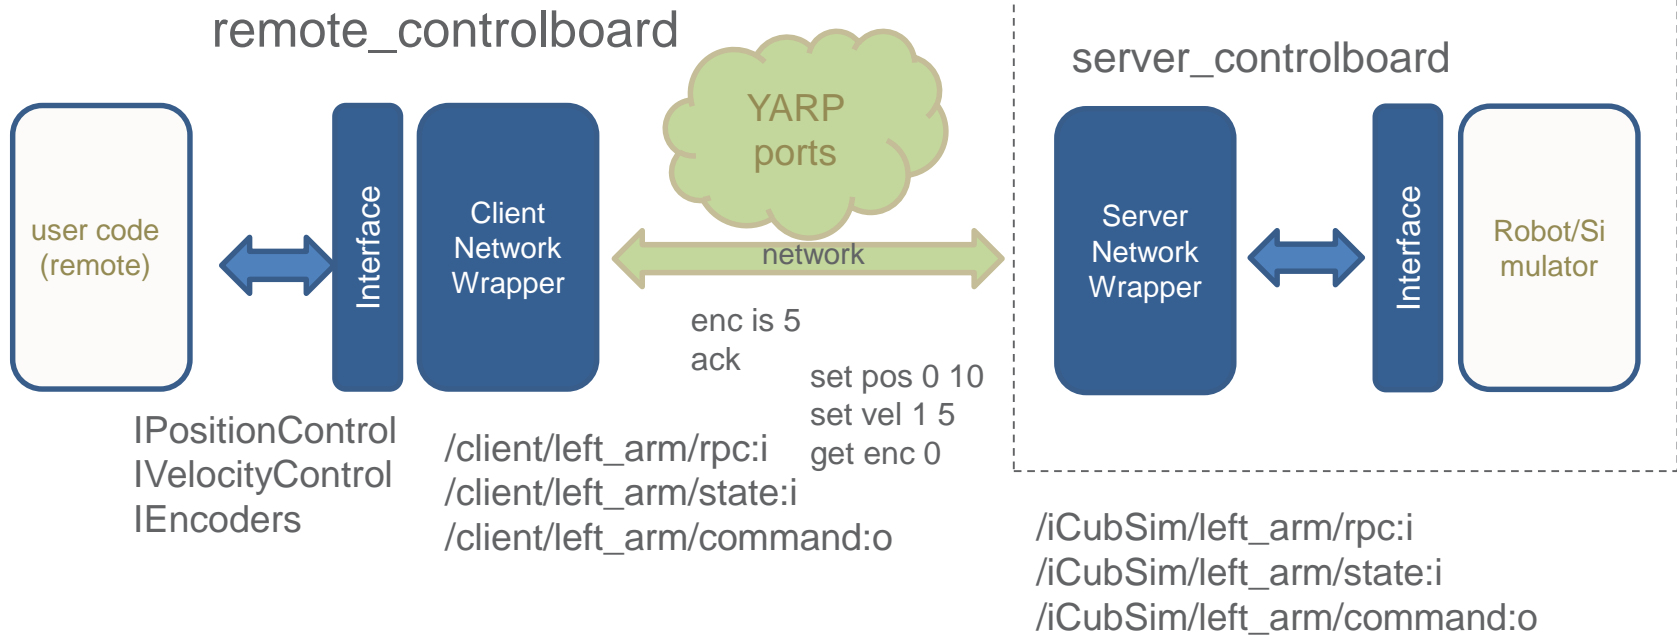 remote_controlboard
server_controlboard
YARP
ports
user code
(remote)
Interface
Client
Network
Wrapper
network
Server
Network
Wrapper
Interface
Robot/Si
mulator
enc is 5
ack
set pos 0 10
set vel 1 5
get enc 0
IPositionControl
IVelocityControl
IEncoders
/client/left_arm/rpc:i
/client/left_arm/state:i
/client/left_arm/command:o
/iCubSim/left_arm/rpc:i
/iCubSim/left_arm/state:i
/iCubSim/left_arm/command:o